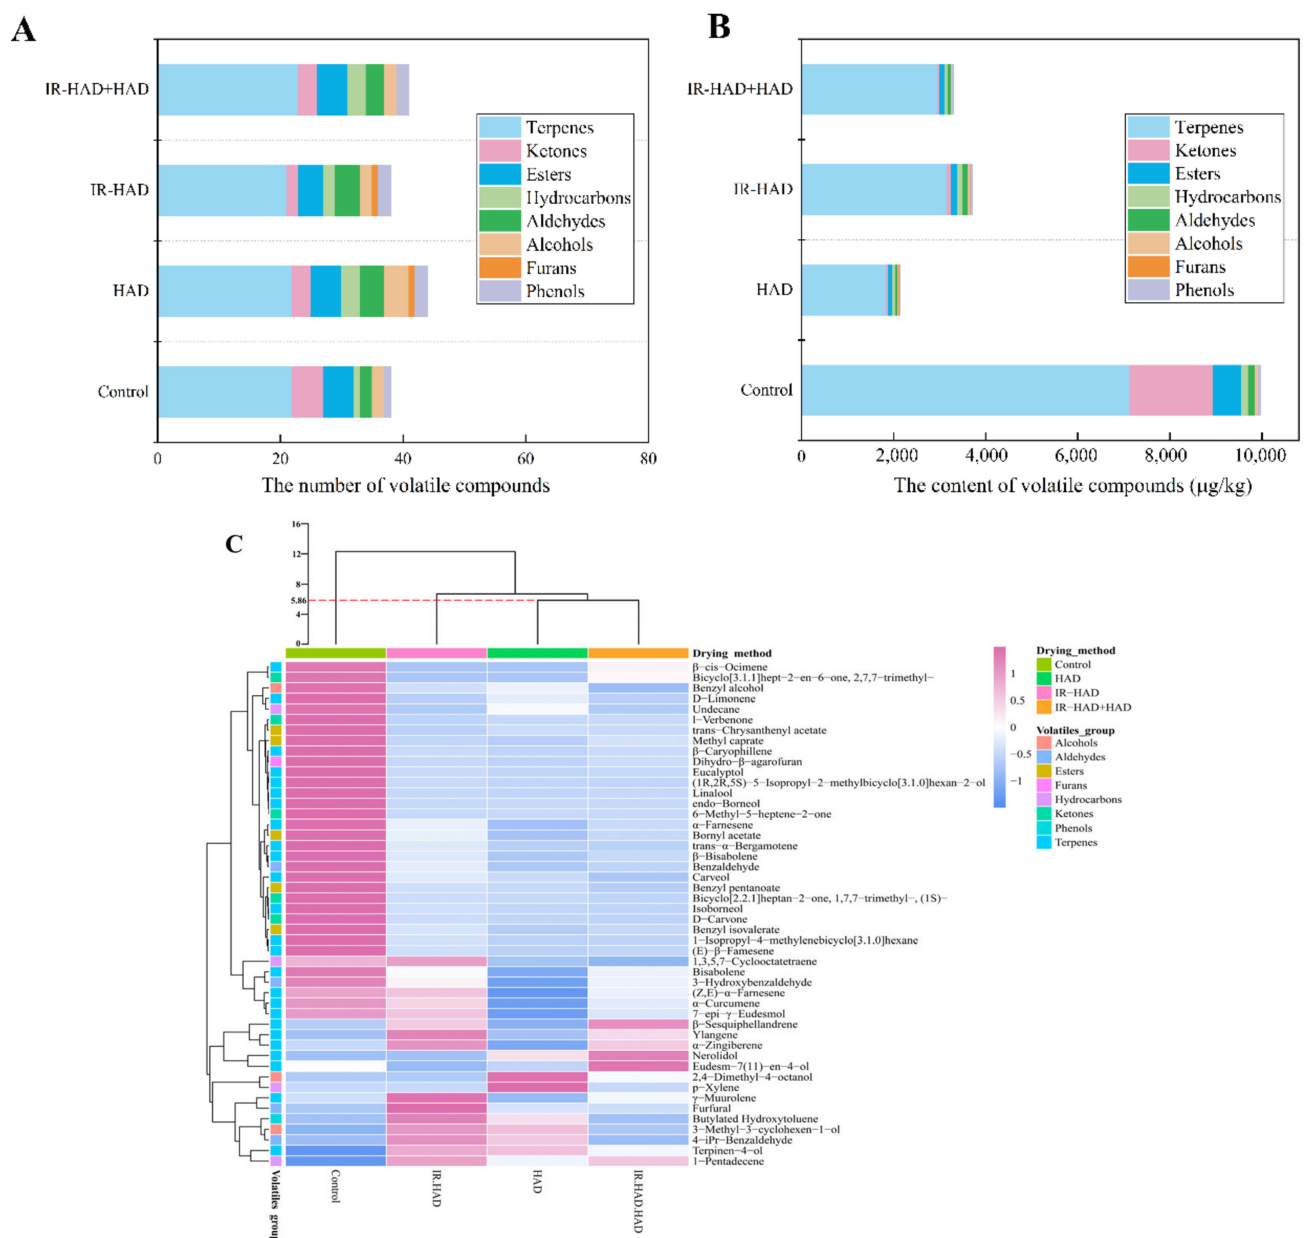 A
IR-HAD+HAD
IR-HAD
HAD
Control
Terpenes
Ketones
Esters
Hydrocarbons
Aldehydes
Alcohols
Furans
Phenols
0
20
40
60
80
The number of volatile compounds
B
IR-HAD+HAD
IR-HAD
HAD
Control
Terpenes
Ketones
Esters
Hydrocarbons
Aldehydes
Alcohols
Furans
Phenols
0
2,000
4,000
6,000
8,000
10,000
The content of volatile compounds (μg/kg)
C
16
12
8
5.86
4
0
Drying_method
β-cis-Ocimene
Bicyclo[3.1.1]hept-2-en-6-one, 2,7,7-trimethyl-
Benzyl alcohol
D-Limonene
Undecane
l-Verbenone
trans-Chrysanthenyl acetate
Methyl caprate
β-Caryophillene
Dihydro-β-agarofuran
Eucalyptol
(1R,2R,5S)-5-Isopropyl-2-methylbicyclo[3.1.0]hexan-2-ol
Linalool
endo-Borneol
6-Methyl-5-heptene-2-one
α-Farnesene
Bornyl acetate
trans-α-Bergamotene
β-Bisabolene
Benzaldehyde
Carveol
Benzyl pentanoate
Bicyclo[2.2.1]heptan-2-one, 1,7,7-trimethyl-, (1S)-
Isoborneol
D-Carvone
Benzyl isovalerate
1-Isopropyl-4-methylenebicyclo[3.1.0]hexane
(E)-β-Famesene
1,3,5,7-Cyclooctatetraene
Bisabolene
3-Hydroxybenzaldehyde
(Z,E)-α-Farnesene
α-Curcumene
7-epi-γ-Eudesmol
β-Sesquiphellandrene
Ylangene
α-Zingiberene
Nerolidol
Eudesm-7(11)-en-4-ol
2,4-Dimethyl-4-octanol
p-Xylene
γ-Muurolene
Furfural
Butylated Hydroxytoluene
3-Methyl-3-cyclohexen-1-ol
4-iPr-Benzaldehyde
Terpinen-4-ol
1-Pentadecene
Volatiles_group
Control
IR.HAD
HAD
IR.HAD.HAD
1
0.5
0
-0.5
-1
Drying_method
Control
HAD
IR-HAD
IR-HAD+HAD
Volatiles_group
Alcohols
Aldehydes
Esters
Furans
Hydrocarbons
Ketones
Phenols
Terpenes